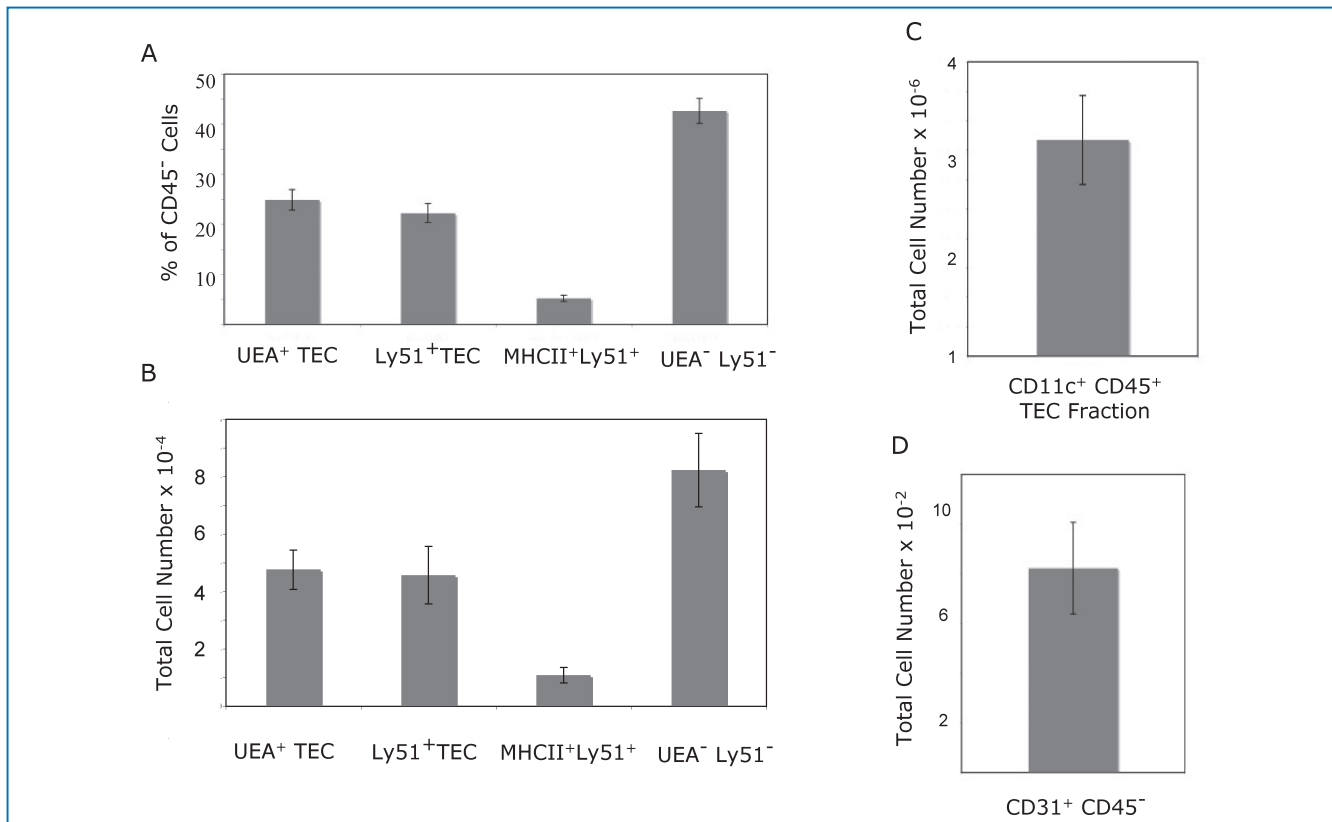 A
% of CD45⁻ Cells
50
40
30
20
10
UEA⁺ TEC
Ly51⁺TEC
MHCII⁺Ly51⁺
UEA⁻ Ly51⁻
B
Total Cell Number x 10⁻⁴
8
6
4
2
UEA⁺ TEC
Ly51⁺TEC
MHCII⁺Ly51⁺
UEA⁻ Ly51⁻
C
Total Cell Number x 10⁻⁶
4
3
2
1
CD11c⁺ CD45⁺
TEC Fraction
D
Total Cell Number x 10⁻²
10
6
2
CD31⁺ CD45⁻